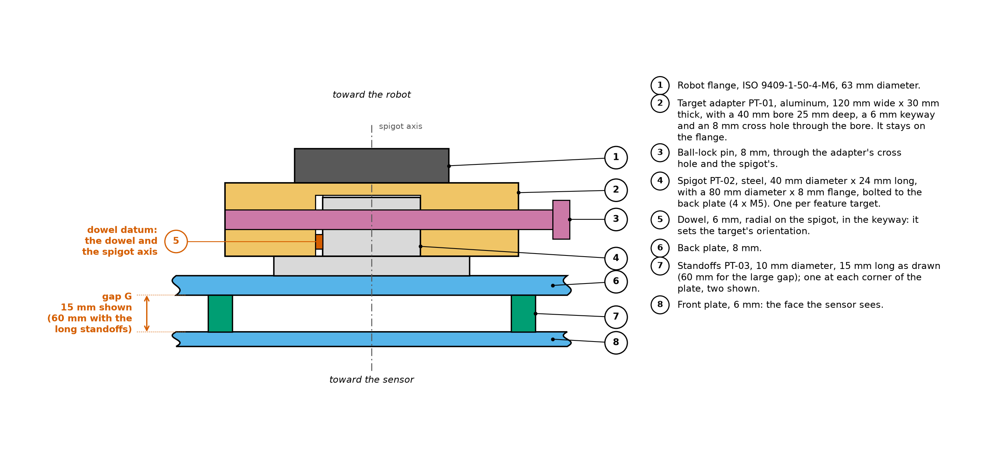 toward the robot
spigot axis
1
2
3
4
6
7
8
dowel datum:
the dowel and
the spigot axis
5
gap G
15 mm shown
(60 mm with the
long standoffs)
toward the sensor
1 Robot flange, ISO 9409-1-50-4-M6, 63 mm diameter.
2 Target adapter PT-01, aluminum, 120 mm wide x 30 mm
thick, with a 40 mm bore 25 mm deep, a 6 mm keyway
and an 8 mm cross hole through the bore. It stays on
the flange.
3 Ball-lock pin, 8 mm, through the adapter's cross
hole and the spigot's.
4 Spigot PT-02, steel, 40 mm diameter x 24 mm long,
with a 80 mm diameter x 8 mm flange, bolted to the
back plate (4 x M5). One per feature target.
5 Dowel, 6 mm, radial on the spigot, in the keyway: it
sets the target's orientation.
6 Back plate, 8 mm.
7 Standoffs PT-03, 10 mm diameter, 15 mm long as drawn
(60 mm for the large gap); one at each corner of the
plate, two shown.
8 Front plate, 6 mm: the face the sensor sees.